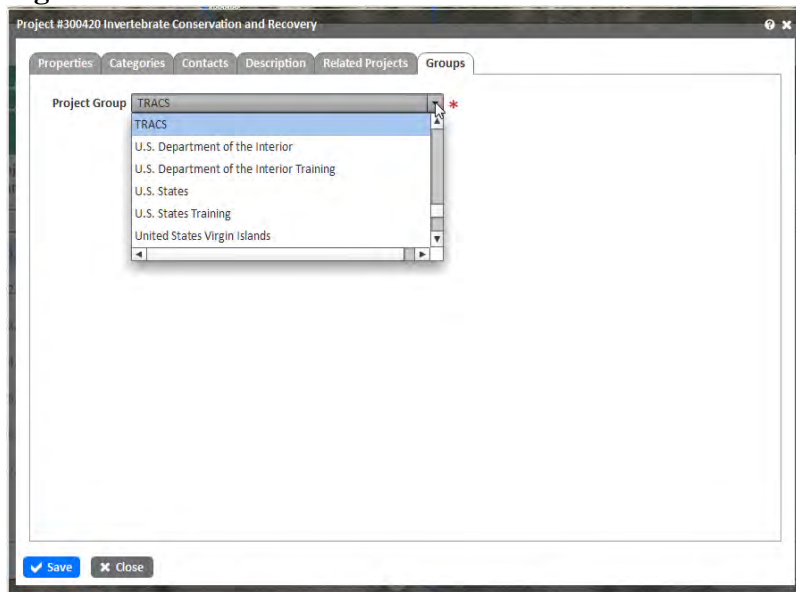 Project #300420 Invertebrate Conservation and Recovery
Properties Categories Contacts Description Related Projects Groups
Project Group TRACS *
TRACS
U.S. Department of the Interior
U.S. Department of the Interior Training
U.S. States
U.S. States Training
United States Virgin Islands
Save Close